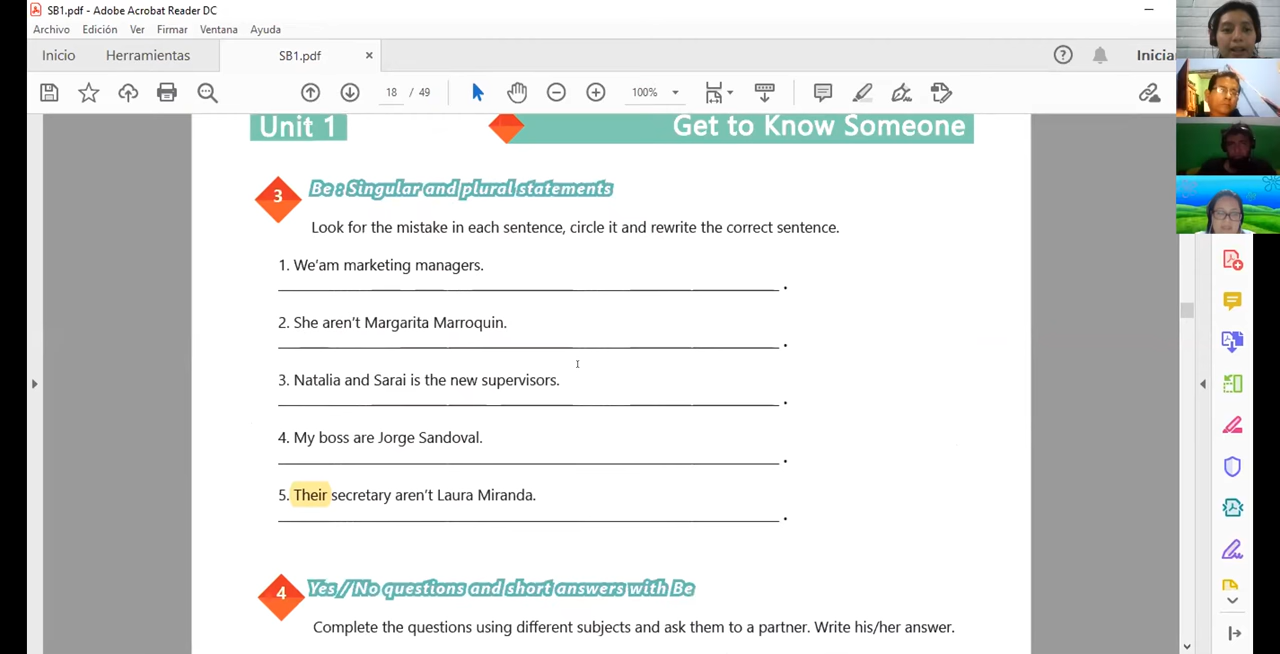 SB1.pdf - Adobe Acrobat Reader DC
Archivo Edición Ver Firmar Ventana Ayuda
Inicio Herramientas SB1.pdf × ? Inicia
18 / 49 100%
Unit 1 Get to Know Someone
3 Be : Singular and plural statements
Look for the mistake in each sentence, circle it and rewrite the correct sentence.
1. We'am marketing managers.
.
2. She aren't Margarita Marroquin.
.
3. Natalia and Sarai is the new supervisors.
.
4. My boss are Jorge Sandoval.
.
5. Their secretary aren't Laura Miranda.
.
4 Yes//No questions and short answers with Be
Complete the questions using different subjects and ask them to a partner. Write his/her answer.